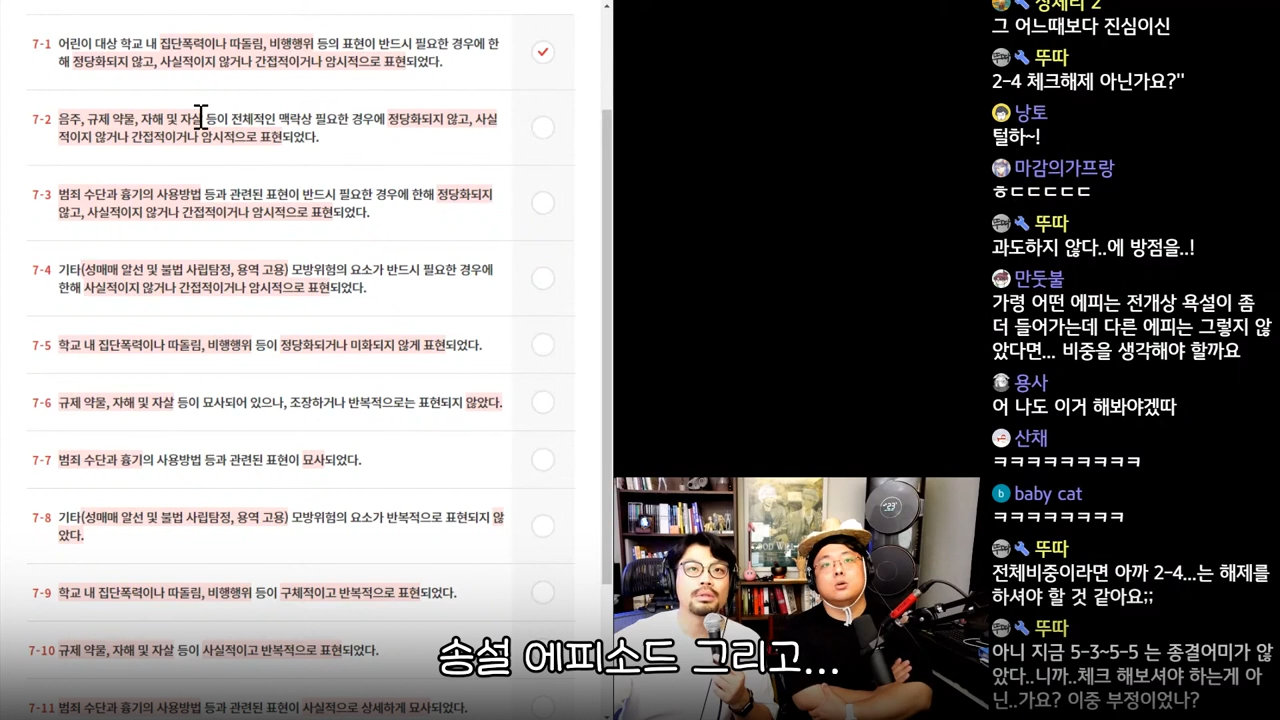 7-1 어린이 대상 학교 내 집단폭력이나 따돌림, 비행행위 등의 표현이 반드시 필요한 경우에 한
해 정당화되지 않고, 사실적이지 않거나 간접적이거나 암시적으로 표현되었다.
7-2 음주, 규제 약물, 자해 및 자살 등이 전체적인 맥락상 필요한 경우에 정당화되지 않고, 사실
적이지 않거나 간접적이거나 암시적으로 표현되었다.
7-3 범죄 수단과 흉기의 사용방법 등과 관련된 표현이 반드시 필요한 경우에 한해 정당화되지
않고, 사실적이지 않거나 간접적이거나 암시적으로 표현되었다.
7-4 기타(성매매 알선 및 불법 사립탐정, 용역 고용) 모방위험의 요소가 반드시 필요한 경우에
한해 사실적이지 않거나 간접적이거나 암시적으로 표현되었다.
7-5 학교 내 집단폭력이나 따돌림, 비행행위 등이 정당화되거나 미화되지 않게 표현되었다.
7-6 규제 약물, 자해 및 자살 등이 묘사되어 있으나, 조장하거나 반복적으로는 표현되지 않았다.
7-7 범죄 수단과 흉기의 사용방법 등과 관련된 표현이 묘사되었다.
7-8 기타(성매매 알선 및 불법 사립탐정, 용역 고용) 모방위험의 요소가 반복적으로 표현되지 않
았다.
7-9 학교 내 집단폭력이나 따돌림, 비행행위 등이 구체적이고 반복적으로 표현되었다.
7-10 규제 약물, 자해 및 자살 등이 사실적이고 반복적으로 표현되었다.
7-11 범죄 수단과 흉기의 사용방법 등과 관련된 표현이 사실적으로 상세하게 묘사되었다.
그 어느때보다 진심이신
뚜따
2-4 체크해제 아닌가요?"
낭토
털하~!
마감의가프랑
ㅎㄷㄷㄷㄷㄷ
뚜따
과도하지 않다..에 방점을..!
만둣불
가령 어떤 에피는 전개상 욕설이 좀
더 들어가는데 다른 에피는 그렇지 않
았다면... 비중을 생각해야 할까요
용사
어 나도 이거 해봐야겠따
산채
ㅋㅋㅋㅋㅋㅋㅋㅋㅋ
baby cat
ㅋㅋㅋㅋㅋㅋㅋㅋ
뚜따
전체비중이라면 아까 2-4...는 해제를
하셔야 할 것 같아요;;
뚜따
아니 지금 5-3~5-5 는 종결어미가 않
았다..니까..체크 해보셔야 하는게 아
닌..가요? 이중 부정이었나?
송설 에피소드 그리고...